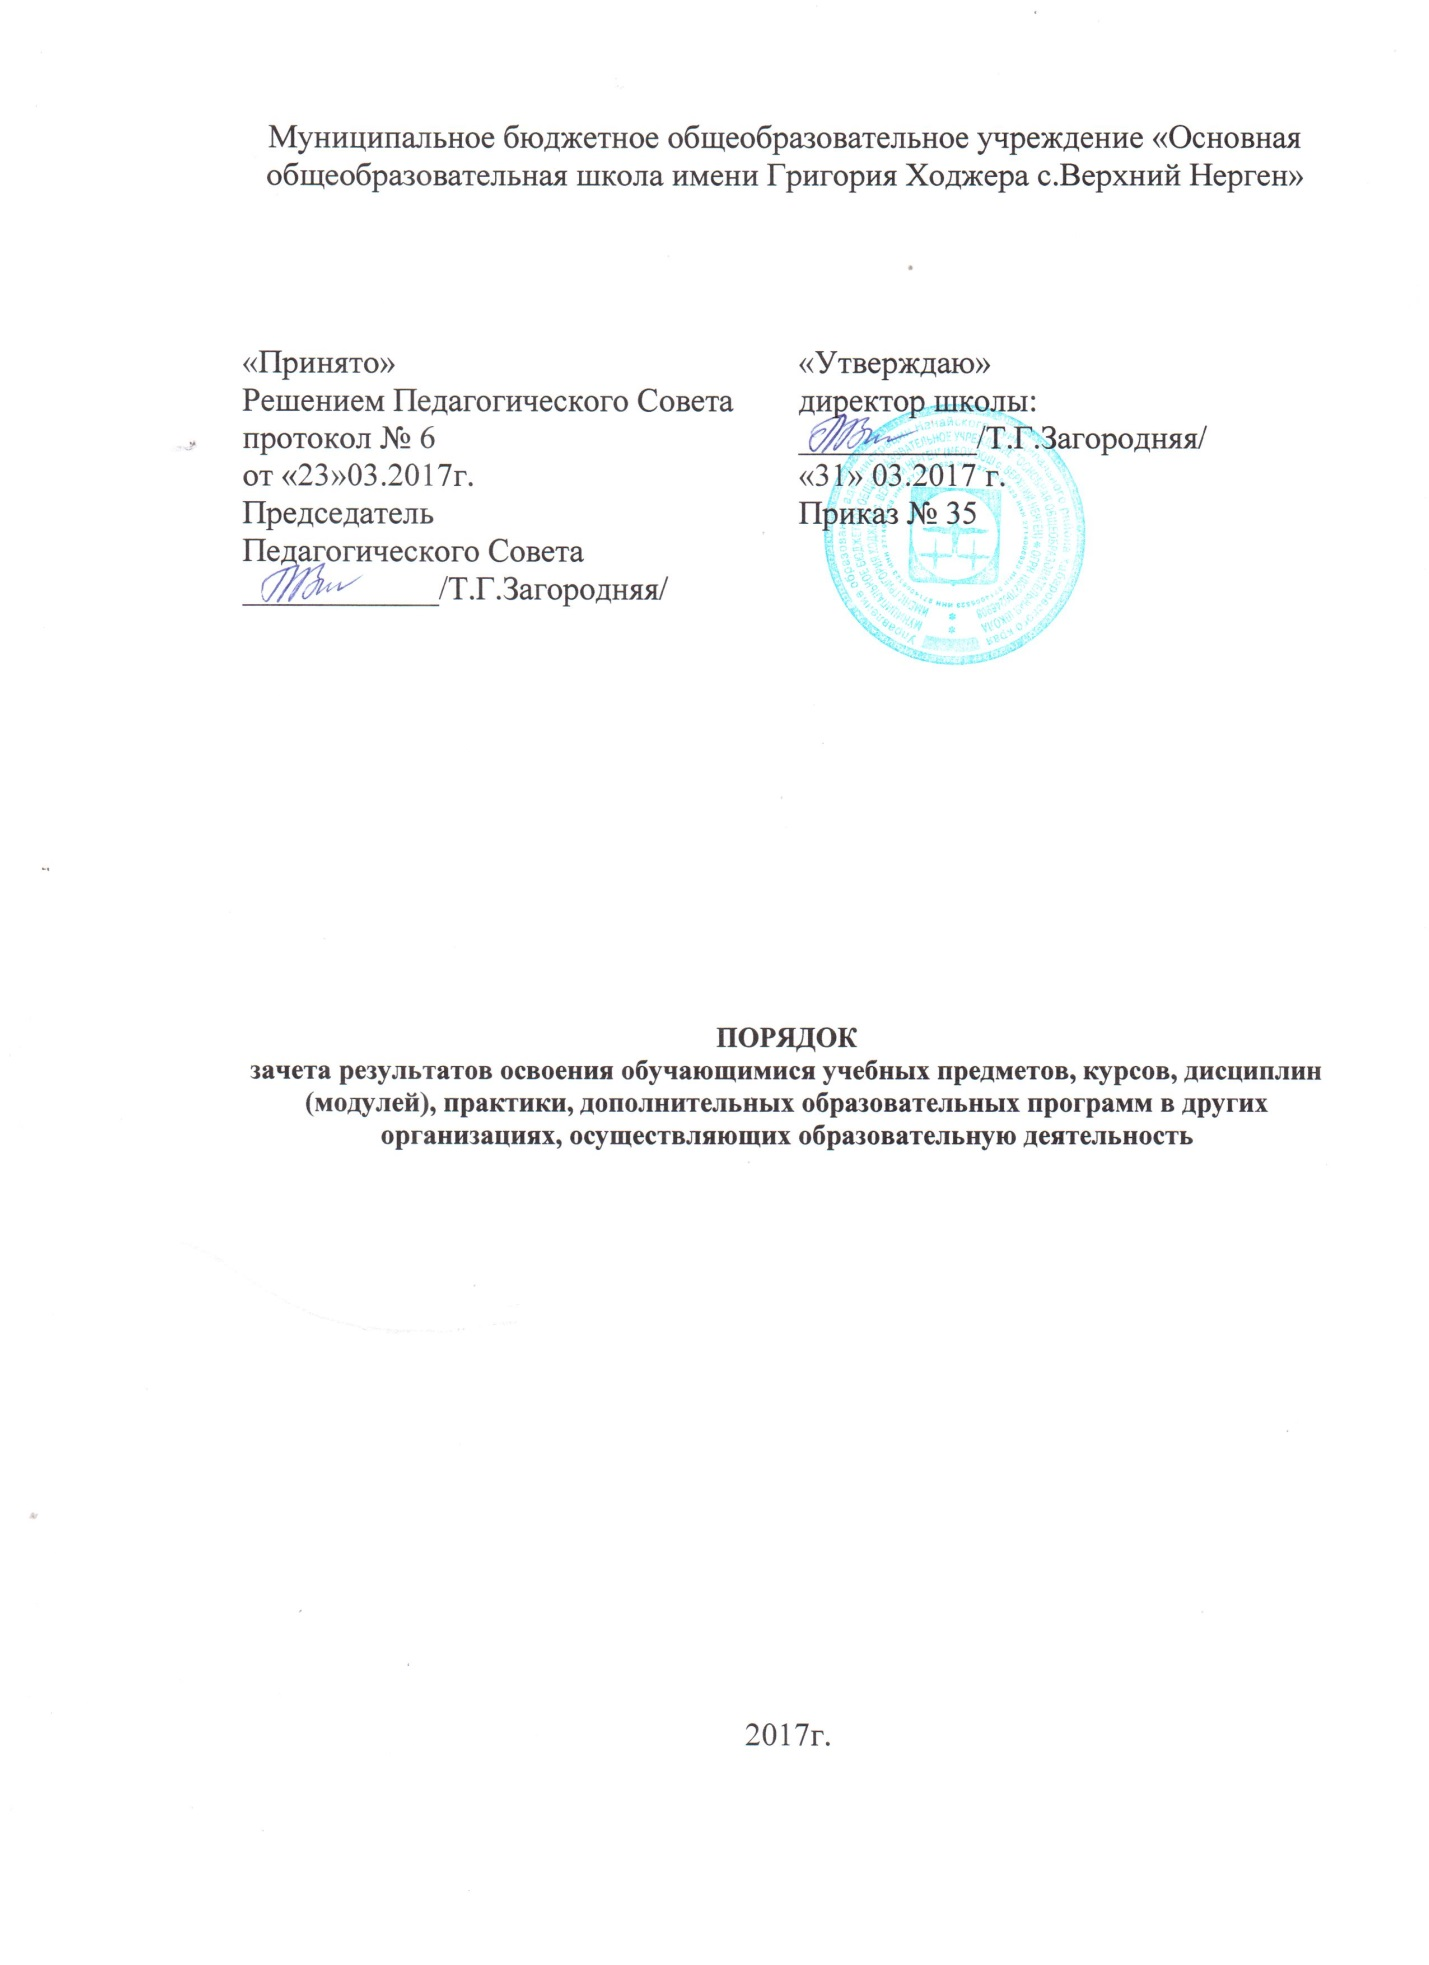 Муниципальное бюджетное общеобразовательное учреждение «Основная
общеобразовательная школа имени Григория Ходжера с.Верхний Нерген»
«Принято»
Решением Педагогического Совета
протокол № 6
от «23»03.2017г.
Председатель
Педагогического Совета
/Т.Г.Загородняя/
«Утверждаю»
директор школы:
/Т.Г.Загородняя/
«31» 03.2017 г.
Приказ № 35
ПОРЯДОК
зачета результатов освоения обучающимися учебных предметов, курсов, дисциплин
(модулей), практики, дополнительных образовательных программ в других
организациях, осуществляющих образовательную деятельность
2017г.